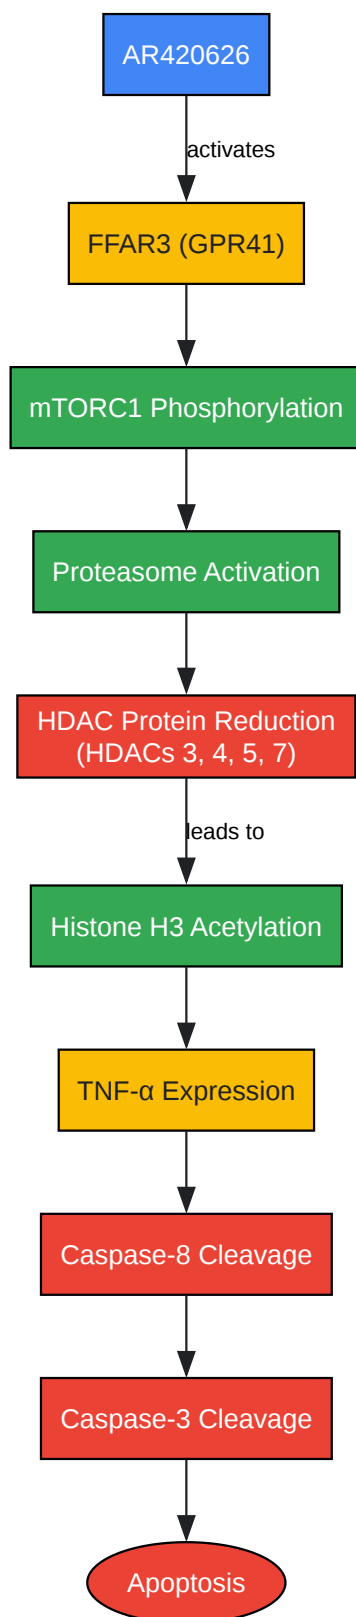 AR420626
activates
FFAR3 (GPR41)
mTORC1 Phosphorylation
Proteasome Activation
HDAC Protein Reduction
(HDACs 3, 4, 5, 7)
leads to
Histone H3 Acetylation
TNF-α Expression
Caspase-8 Cleavage
Caspase-3 Cleavage
Apoptosis